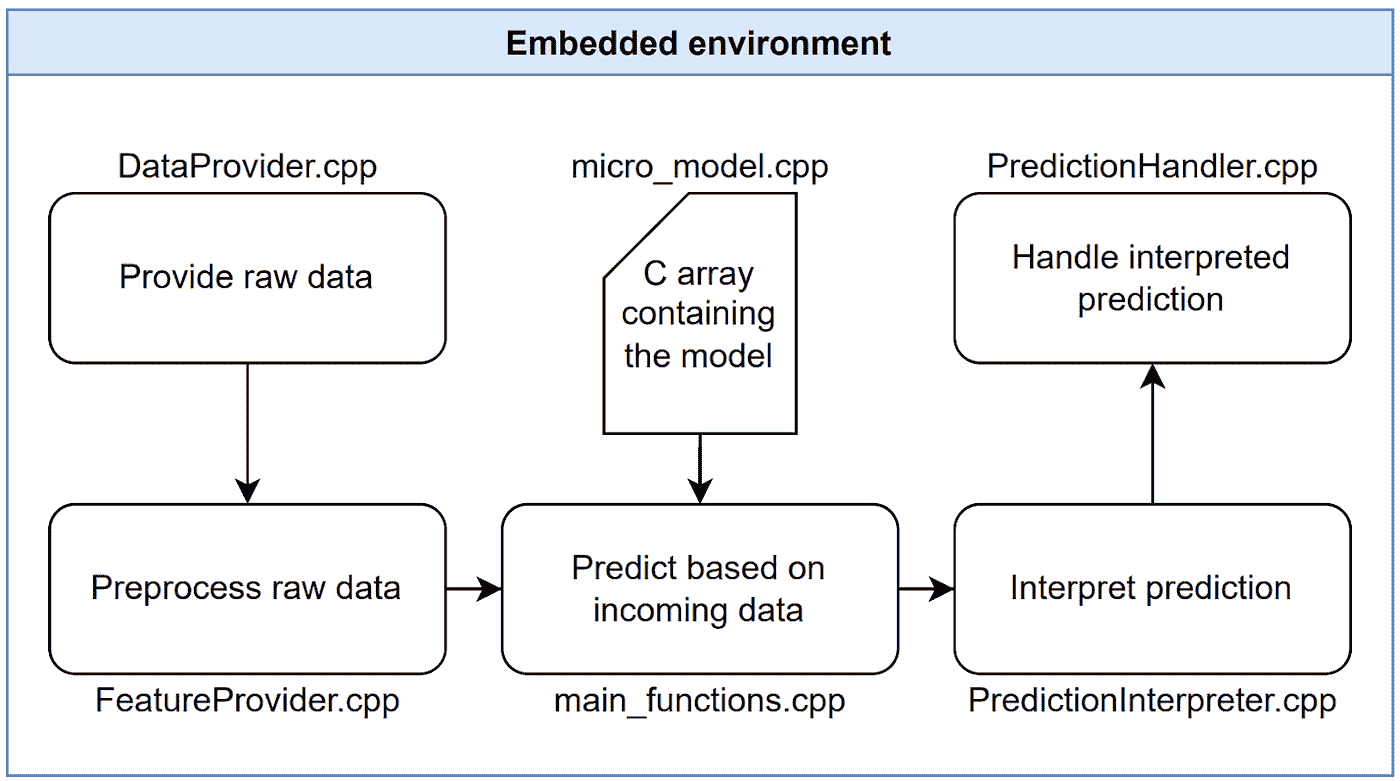 Embedded environment
DataProvider.cpp
Provide raw data
micro_model.cpp
C array
containing
the model
PredictionHandler.cpp
Handle interpreted
prediction
Preprocess raw data
FeatureProvider.cpp
Predict based on
incoming data
main_functions.cpp
Interpret prediction
PredictionInterpreter.cpp